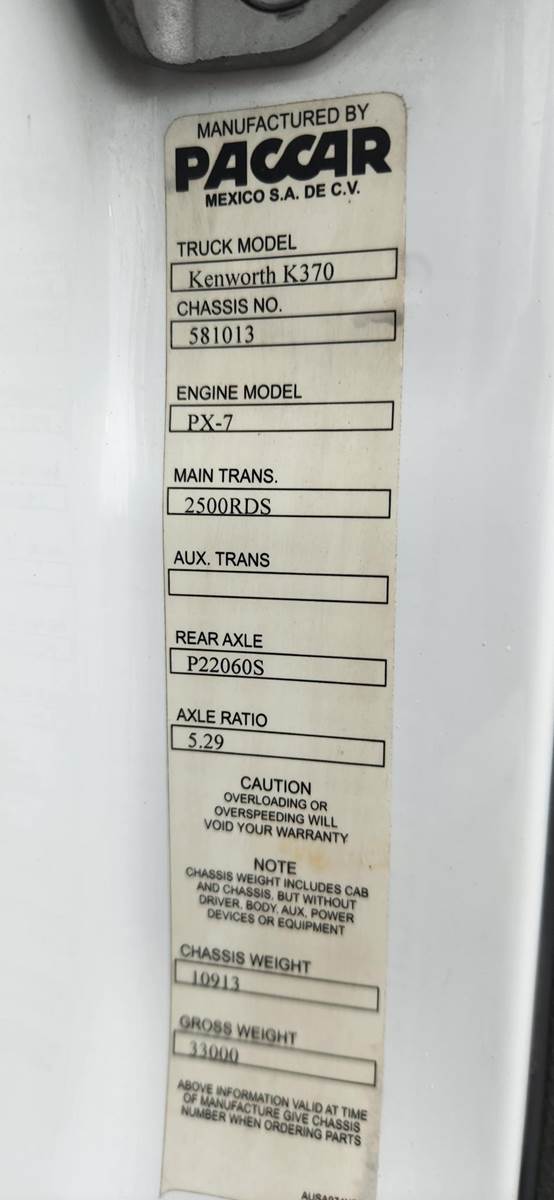 MANUFACTURED BY
PACCAR
MEXICO S.A. DE C.V.
TRUCK MODEL
Kenworth K370
CHASSIS NO.
581013
ENGINE MODEL
PX-7
MAIN TRANS.
2500RDS
AUX. TRANS
REAR AXLE
P22060S
AXLE RATIO
5.29
CAUTION
OVERLOADING OR
OVERSPEEDING WILL
VOID YOUR WARRANTY
NOTE
CHASSIS WEIGHT INCLUDES CAB
AND CHASSIS, BUT WITHOUT
DRIVER, BODY, AUX. POWER
DEVICES OR EQUIPMENT
CHASSIS WEIGHT
10913
GROSS WEIGHT
33000
ABOVE INFORMATION VALID AT TIME
OF MANUFACTURE GIVE CHASSIS
NUMBER WHEN ORDERING PARTS